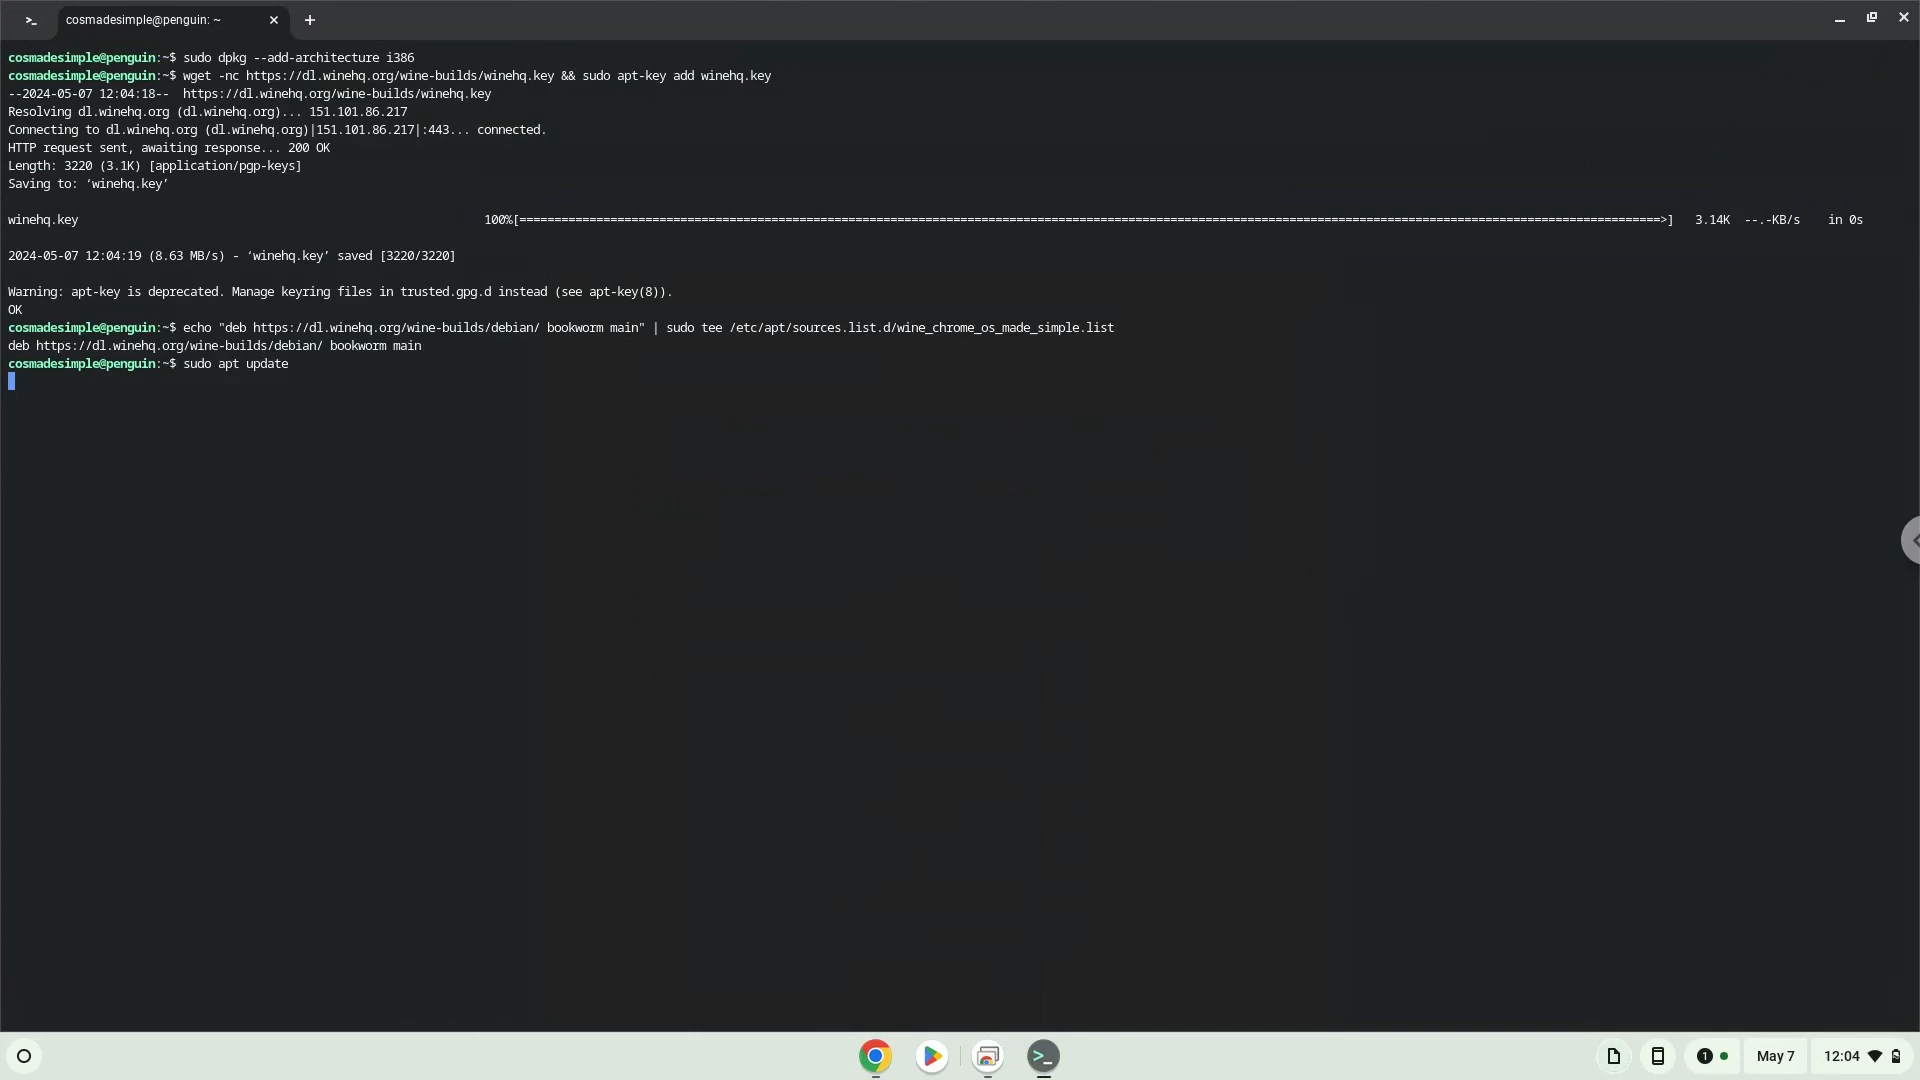 cosmadesimple@penguin: ~
cosmadesimple@penguin:~$ sudo dpkg --add-architecture i386
cosmadesimple@penguin:~$ wget -nc https://dl.winehq.org/wine-builds/winehq.key && sudo apt-key add winehq.key
--2024-05-07 12:04:18--  https://dl.winehq.org/wine-builds/winehq.key
Resolving dl.winehq.org (dl.winehq.org)... 151.101.86.217
Connecting to dl.winehq.org (dl.winehq.org)|151.101.86.217|:443... connected.
HTTP request sent, awaiting response... 200 OK
Length: 3220 (3.1K) [application/pgp-keys]
Saving to: ‘winehq.key’
winehq.key 100%[===================================================================================================================================================================>] 3.14K --.-KB/s in 0s
2024-05-07 12:04:19 (8.63 MB/s) - ‘winehq.key’ saved [3220/3220]
Warning: apt-key is deprecated. Manage keyring files in trusted.gpg.d instead (see apt-key(8)).
OK
cosmadesimple@penguin:~$ echo "deb https://dl.winehq.org/wine-builds/debian/ bookworm main" | sudo tee /etc/apt/sources.list.d/wine_chrome_os_made_simple.list
deb https://dl.winehq.org/wine-builds/debian/ bookworm main
cosmadesimple@penguin:~$ sudo apt update
1
May 7
12:04